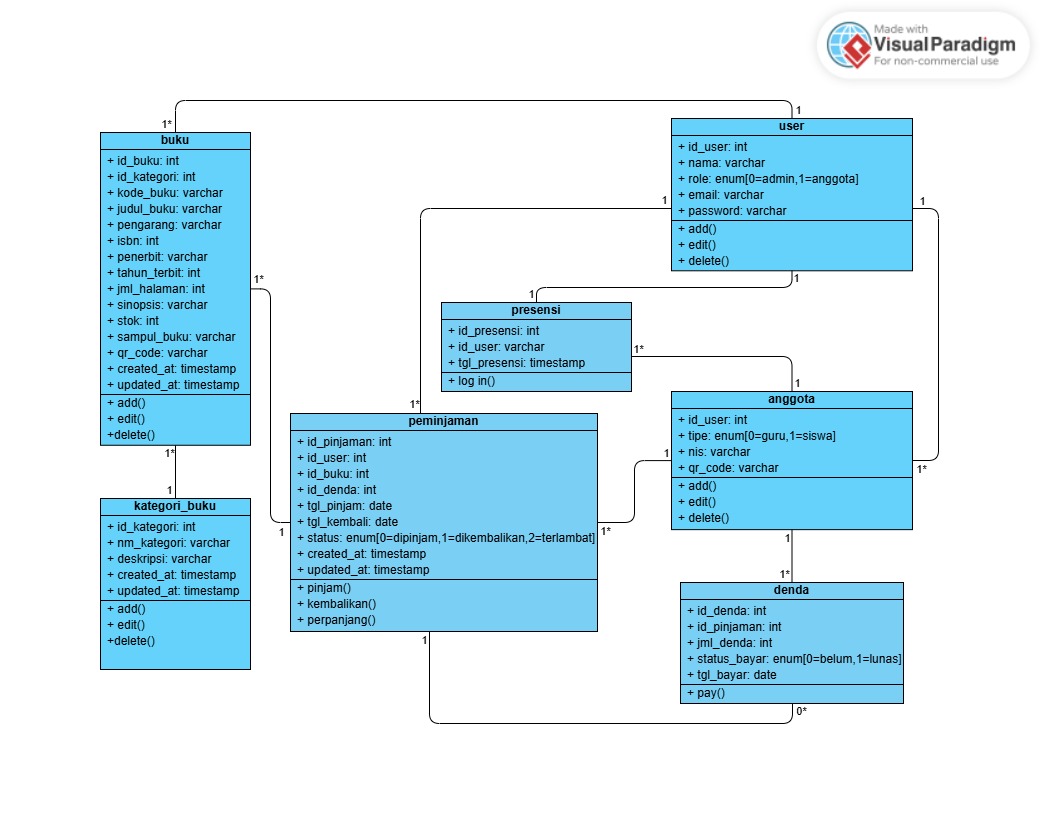 Made with
Visual Paradigm
For non-commercial use
1*
1
buku
+ id_buku: int
+ id_kategori: int
+ kode_buku: varchar
+ judul_buku: varchar
+ pengarang: varchar
+ isbn: int
+ penerbit: varchar
+ tahun_terbit: int
+ jml_halaman: int
+ sinopsis: varchar
+ stok: int
+ sampul_buku: varchar
+ qr_code: varchar
+ created_at: timestamp
+ updated_at: timestamp
+ add()
+ edit()
+delete()
1*
1*
1
kategori_buku
+ id_kategori: int
+ nm_kategori: varchar
+ deskripsi: varchar
+ created_at: timestamp
+ updated_at: timestamp
+ add()
+ edit()
+delete()
user
+ id_user: int
+ nama: varchar
+ role: enum[0=admin,1=anggota]
+ email: varchar
+ password: varchar
+ add()
+ edit()
+ delete()
1
1
1
1
presensi
+ id_presensi: int
+ id_user: varchar
+ tgl_presensi: timestamp
+ log in()
1*
1
1*
peminjaman
+ id_pinjaman: int
+ id_user: int
+ id_buku: int
+ id_denda: int
+ tgl_pinjam: date
+ tgl_kembali: date
+ status: enum[0=dipinjam,1=dikembalikan,2=terlambat]
+ created_at: timestamp
+ updated_at: timestamp
+ pinjam()
+ kembalikan()
+ perpanjang()
1
1*
1
anggota
+ id_user: int
+ tipe: enum[0=guru,1=siswa]
+ nis: varchar
+ qr_code: varchar
+ add()
+ edit()
+ delete()
1
1*
1
1*
denda
+ id_denda: int
+ id_pinjaman: int
+ jml_denda: int
+ status_bayar: enum[0=belum,1=lunas]
+ tgl_bayar: date
+ pay()
0*